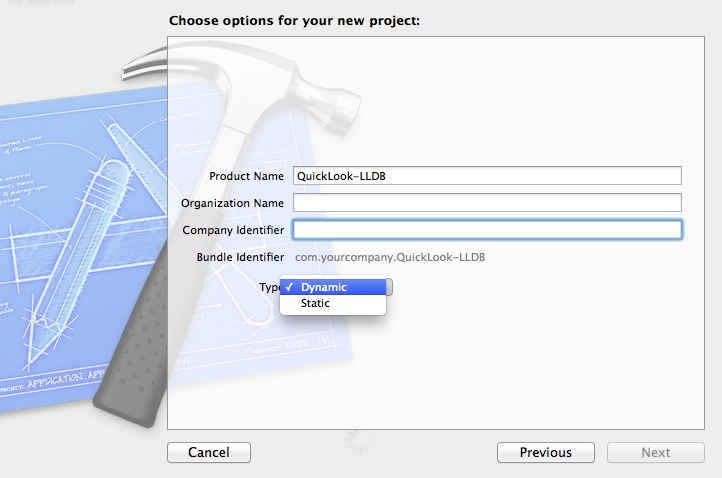 Choose options for your new project:
Product Name QuickLook-LLDB
Organization Name
Company Identifier
Bundle Identifier com.yourcompany.QuickLook-LLDB
Type ✓ Dynamic
Static
PROJECT: APPLICATION.APP
Cancel Previous Next